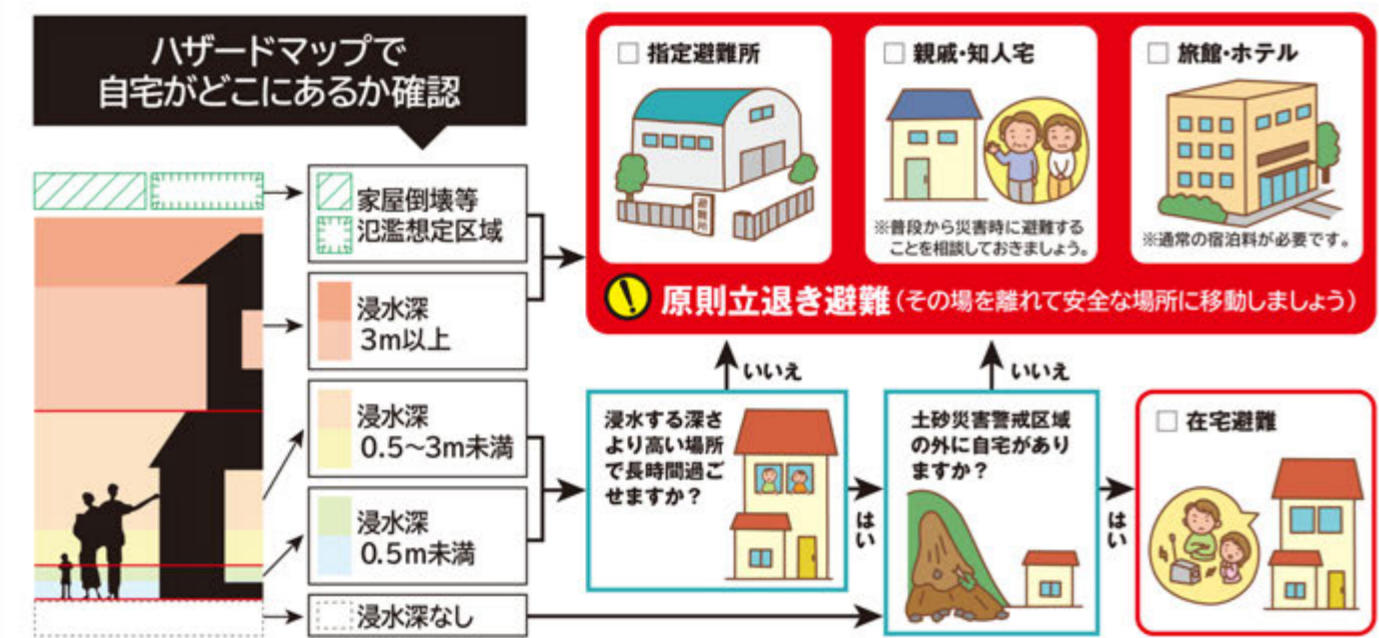 ハザードマップで
自宅がどこにあるか確認
家屋倒壊等
氾濫想定区域
浸水深
3m以上
浸水深
0.5～3m未満
浸水深
0.5m未満
浸水深なし
□ 指定避難所
避難所
□ 親戚・知人宅
※普段から災害時に避難する
ことを相談しておきましょう。
□ 旅館・ホテル
※通常の宿泊料が必要です。
! 原則立退き避難(その場を離れて安全な場所に移動しましょう)
いいえ
いいえ
浸水する深さ
より高い場所
で長時間過ご
せますか？
はい
土砂災害警戒区域
の外に自宅があり
ますか？
はい
□ 在宅避難